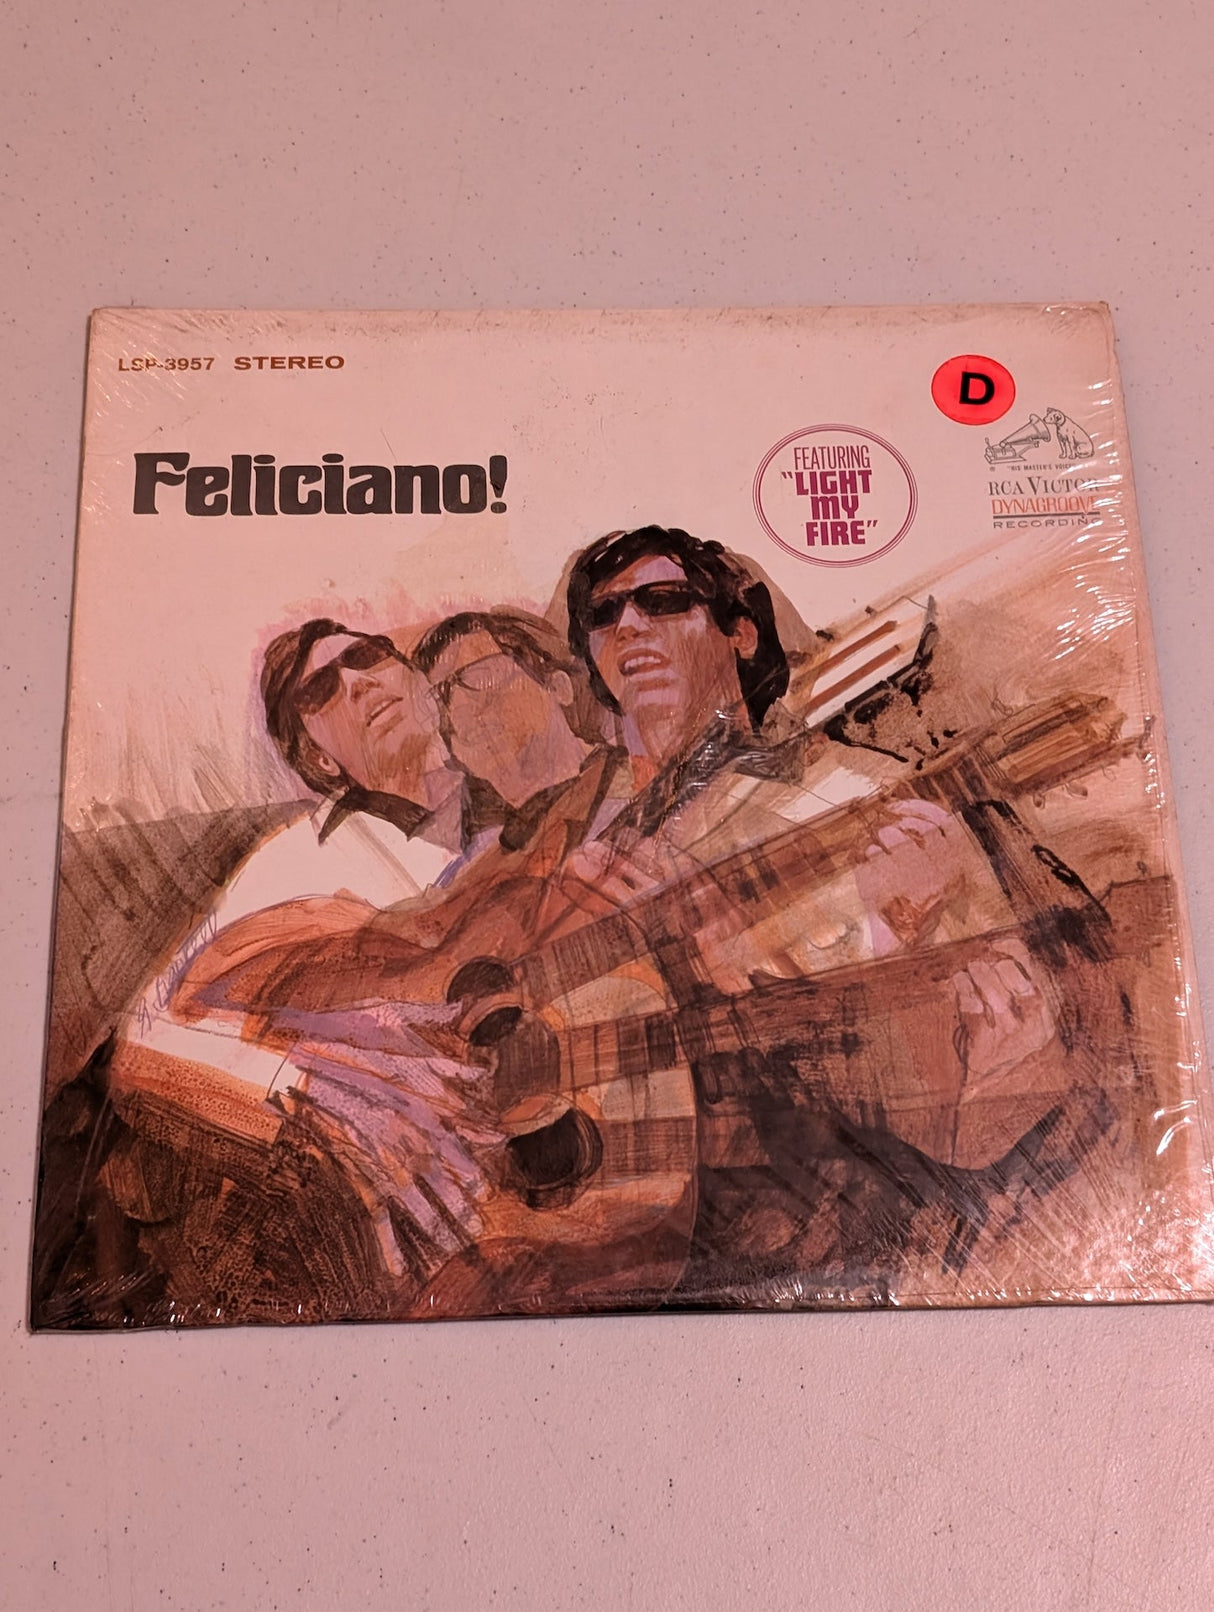 LSP-3957 STEREO
D
Feliciano!
FEATURING
"LIGHT
MY
FIRE"
"HIS MASTER'S VOICE"
RCA VICTOR
DYNAGROOVE
RECORDING